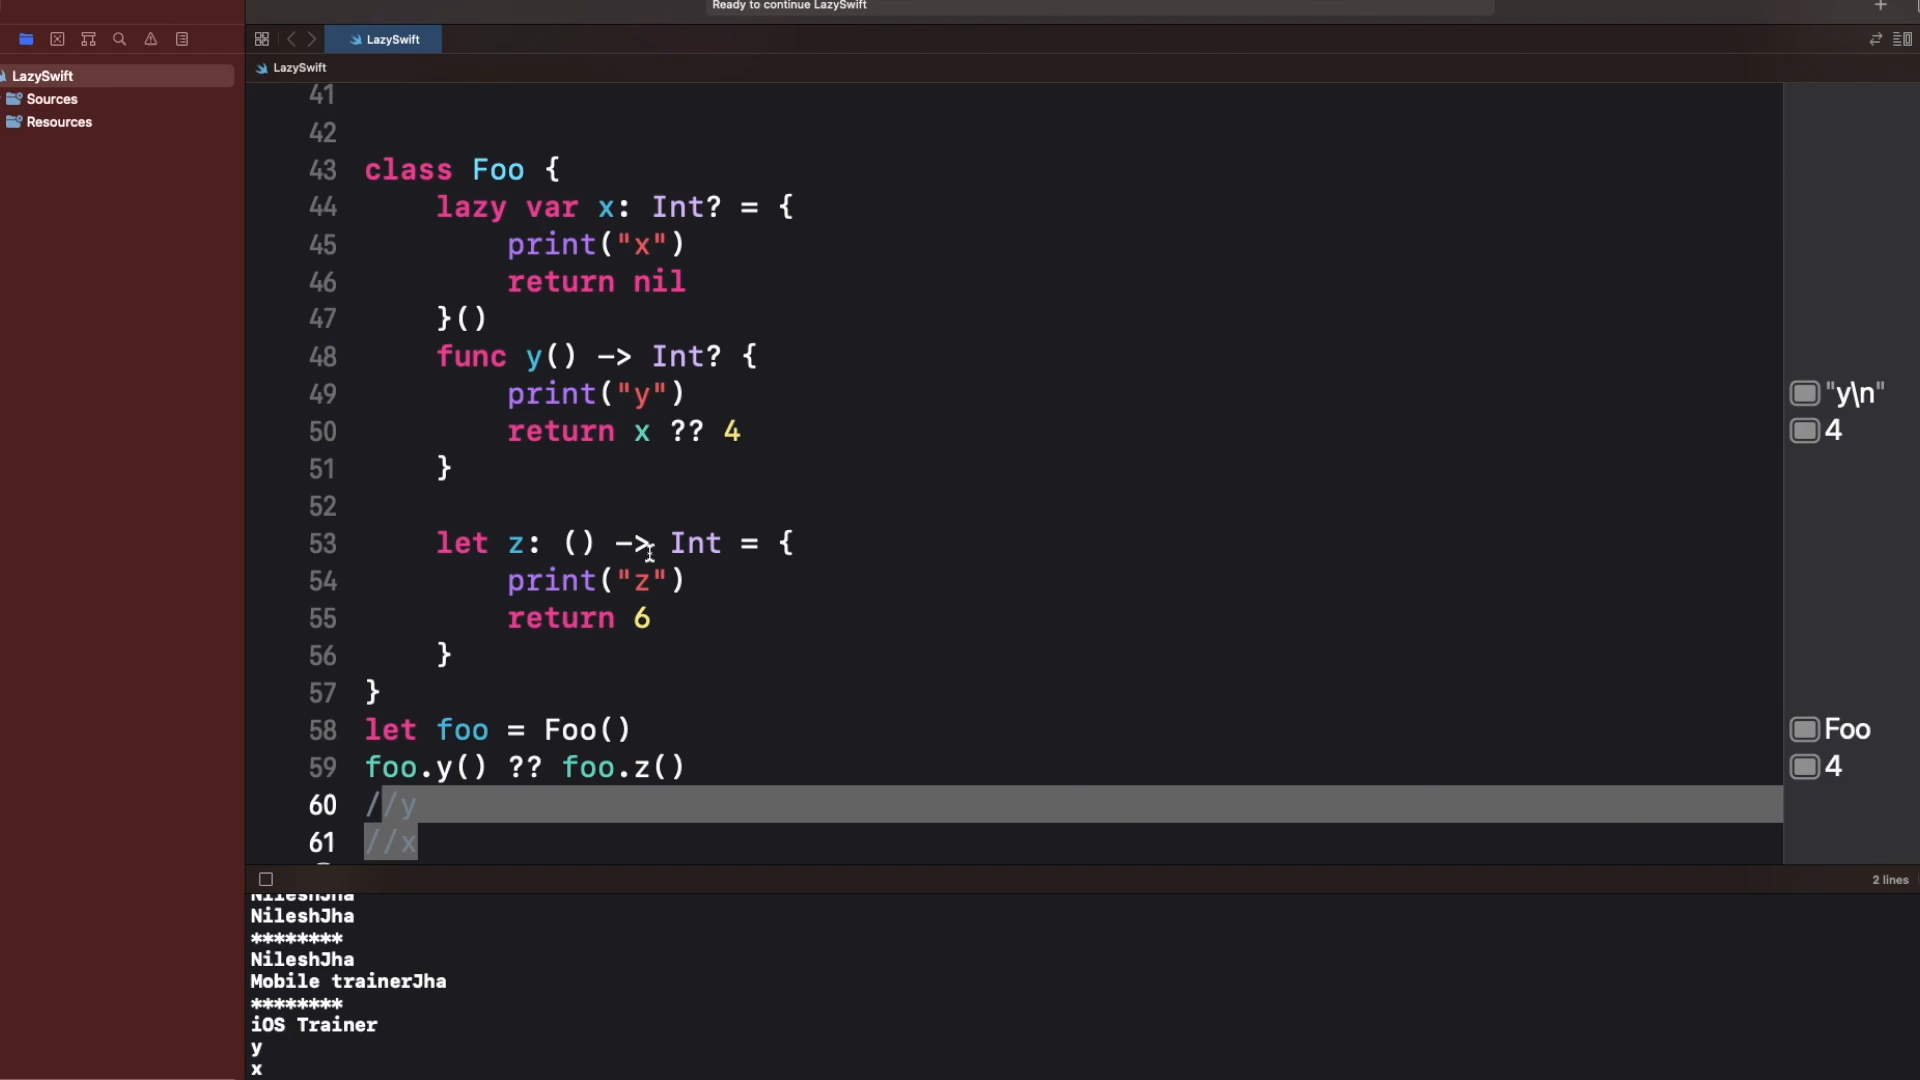 Ready to continue LazySwift
LazySwift
LazySwift
LazySwift
Sources
Resources
41
42
43 class Foo {
44 lazy var x: Int? = {
45 print("x")
46 return nil
47 }()
48 func y() -> Int? {
49 print("y") "y\n"
50 return x ?? 4 4
51 }
52
53 let z: () -> Int = {
54 print("z")
55 return 6
56 }
57 }
58 let foo = Foo() Foo
59 foo.y() ?? foo.z() 4
60 //y
61 //x
2 lines
NileshJha
NileshJha
********
NileshJha
Mobile trainerJha
********
iOS Trainer
y
x